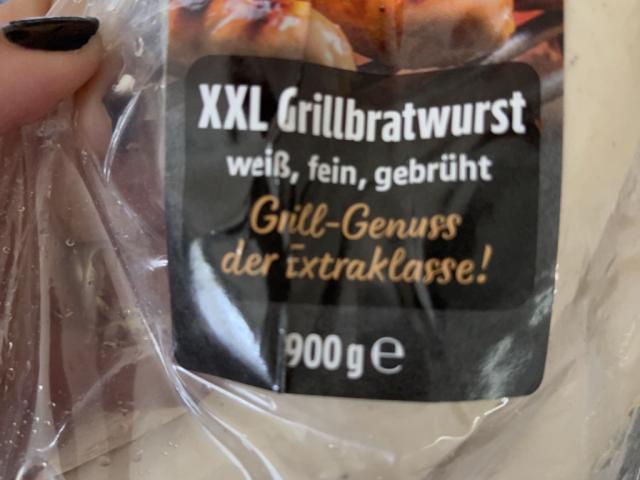 XXL Grillbratwurst
weiß, fein, gebrüht
Grill-Genuss
der Extraklasse!
900 g ℮